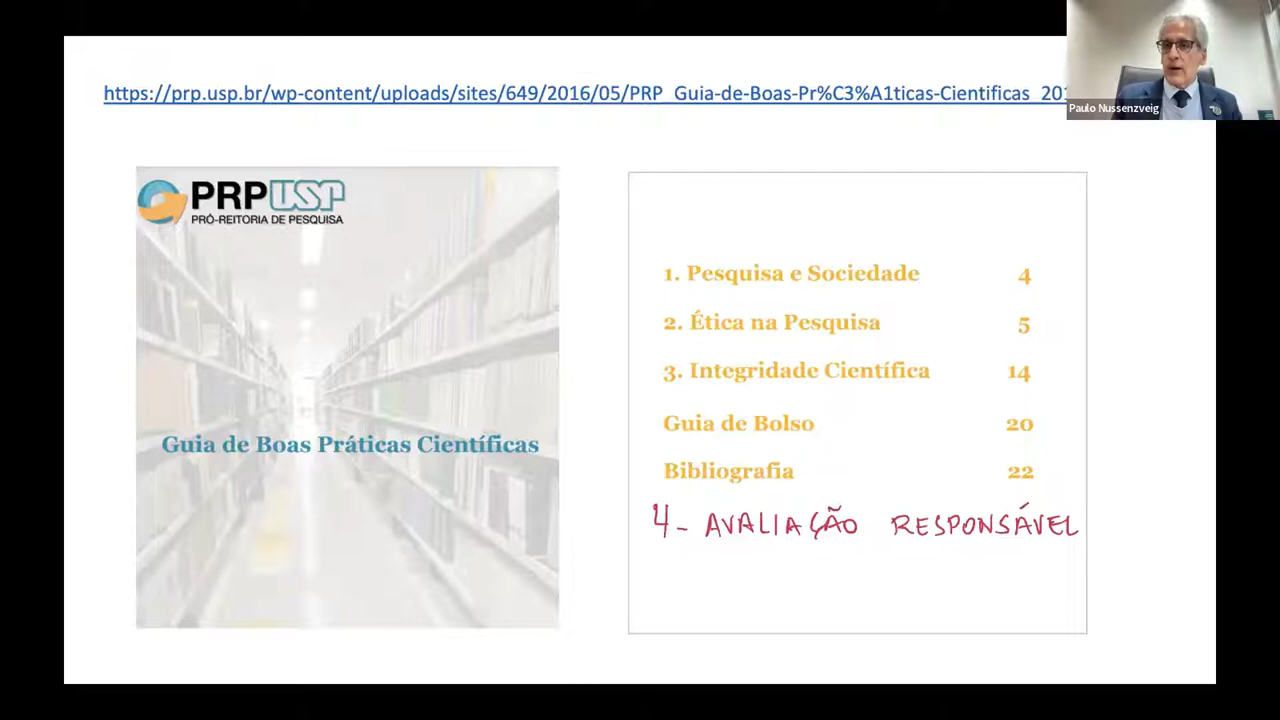 https://prp.usp.br/wp-content/uploads/sites/649/2016/05/PRP_Guia-de-Boas-Pr%C3%A1ticas-Cientificas_201
Paulo Nussenzveig
PRPUSP
PRÓ-REITORIA DE PESQUISA
Guia de Boas Práticas Científicas
1. Pesquisa e Sociedade 4
2. Ética na Pesquisa 5
3. Integridade Científica 14
Guia de Bolso 20
Bibliografia 22
4- AVALIAÇÃO RESPONSÁVEL